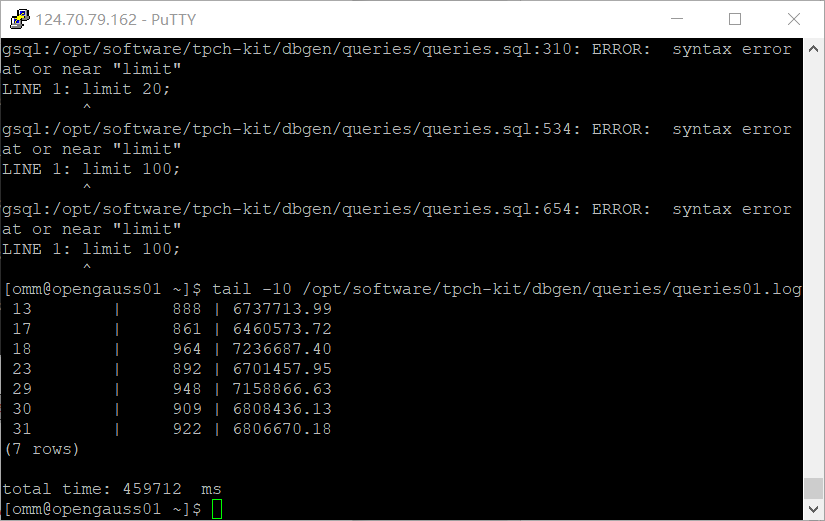 124.70.79.162 - PuTTY
gsql:/opt/software/tpch-kit/dbgen/queries/queries.sql:310: ERROR:  syntax error
at or near "limit"
LINE 1: limit 20;
        ^
gsql:/opt/software/tpch-kit/dbgen/queries/queries.sql:534: ERROR:  syntax error
at or near "limit"
LINE 1: limit 100;
        ^
gsql:/opt/software/tpch-kit/dbgen/queries/queries.sql:654: ERROR:  syntax error
at or near "limit"
LINE 1: limit 100;
        ^
[omm@opengauss01 ~]$ tail -10 /opt/software/tpch-kit/dbgen/queries/queries01.log
 13        |     888 | 6737713.99
 17        |     861 | 6460573.72
 18        |     964 | 7236687.40
 23        |     892 | 6701457.95
 29        |     948 | 7158866.63
 30        |     909 | 6808436.13
 31        |     922 | 6806670.18
(7 rows)

total time: 459712  ms
[omm@opengauss01 ~]$